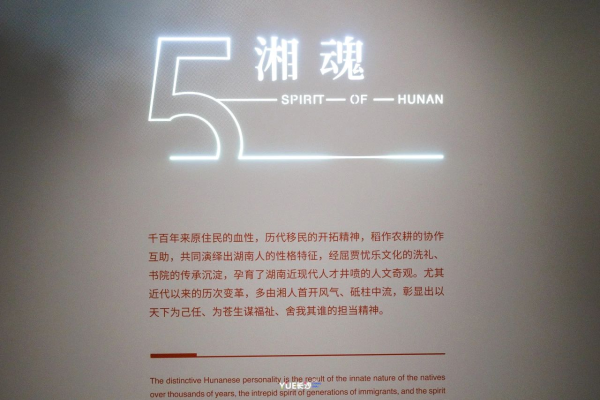 5
湘魂
SPIRIT — OF — HUNAN
千百年来原住民的血性，历代移民的开拓精神，稻作农耕的协作
互助，共同演绎出湖南人的性格特征，经屈贾忧乐文化的洗礼、
书院的传承沉淀，孕育了湖南近现代人才井喷的人文奇观。尤其
近代以来的历次变革，多由湘人首开风气、砥柱中流，彰显出以
天下为己任、为苍生谋福祉、舍我其谁的担当精神。
The distinctive Hunanese personality is the result of the innate nature of the natives
over thousands of years, the intrepid spirit of generations of immigrants, and the spirit